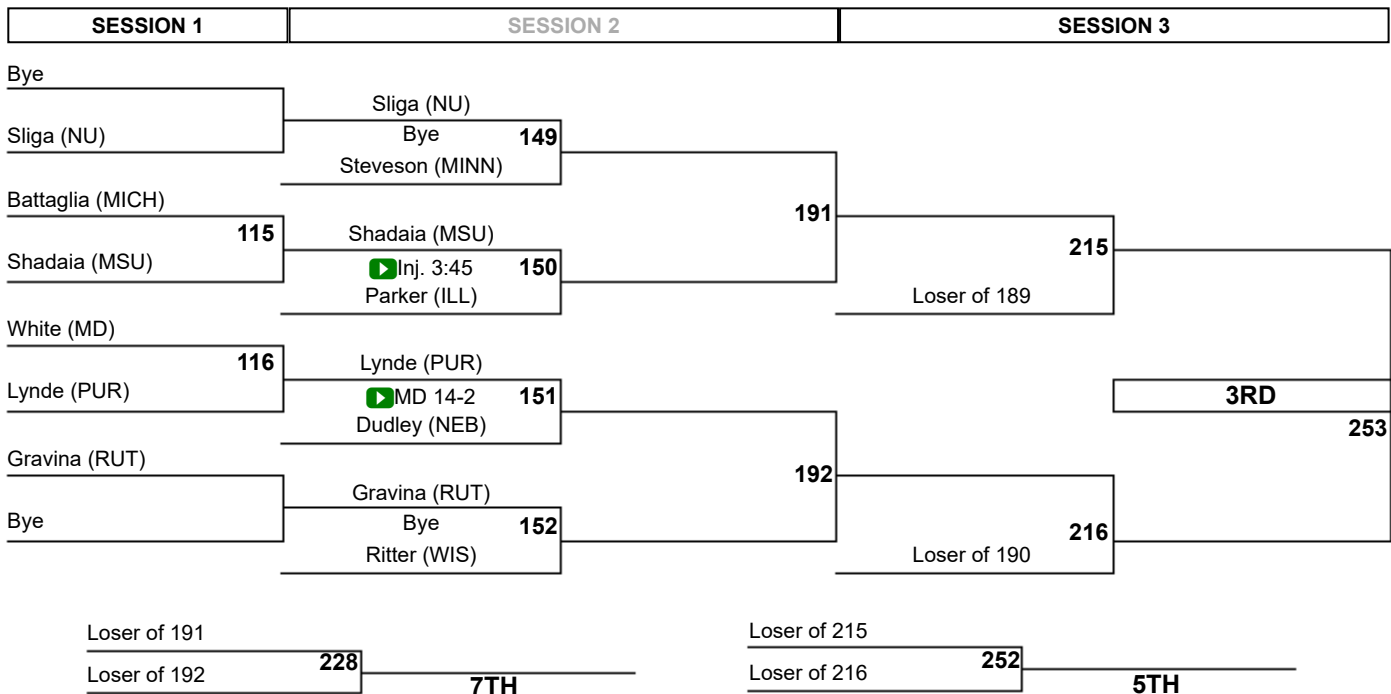 SESSION 1
SESSION 2
SESSION 3
Bye
Sliga (NU)
Sliga (NU)
Bye
149
Steveson (MINN)
Battaglia (MICH)
191
115
Shadaia (MSU)
215
Shadaia (MSU)
Inj. 3:45
150
Parker (ILL)
Loser of 189
White (MD)
116
Lynde (PUR)
Lynde (PUR)
MD 14-2
151
3RD
Dudley (NEB)
253
Gravina (RUT)
192
Gravina (RUT)
Bye
Bye
152
216
Ritter (WIS)
Loser of 190
Loser of 191
228
Loser of 192
7TH
Loser of 215
252
Loser of 216
5TH